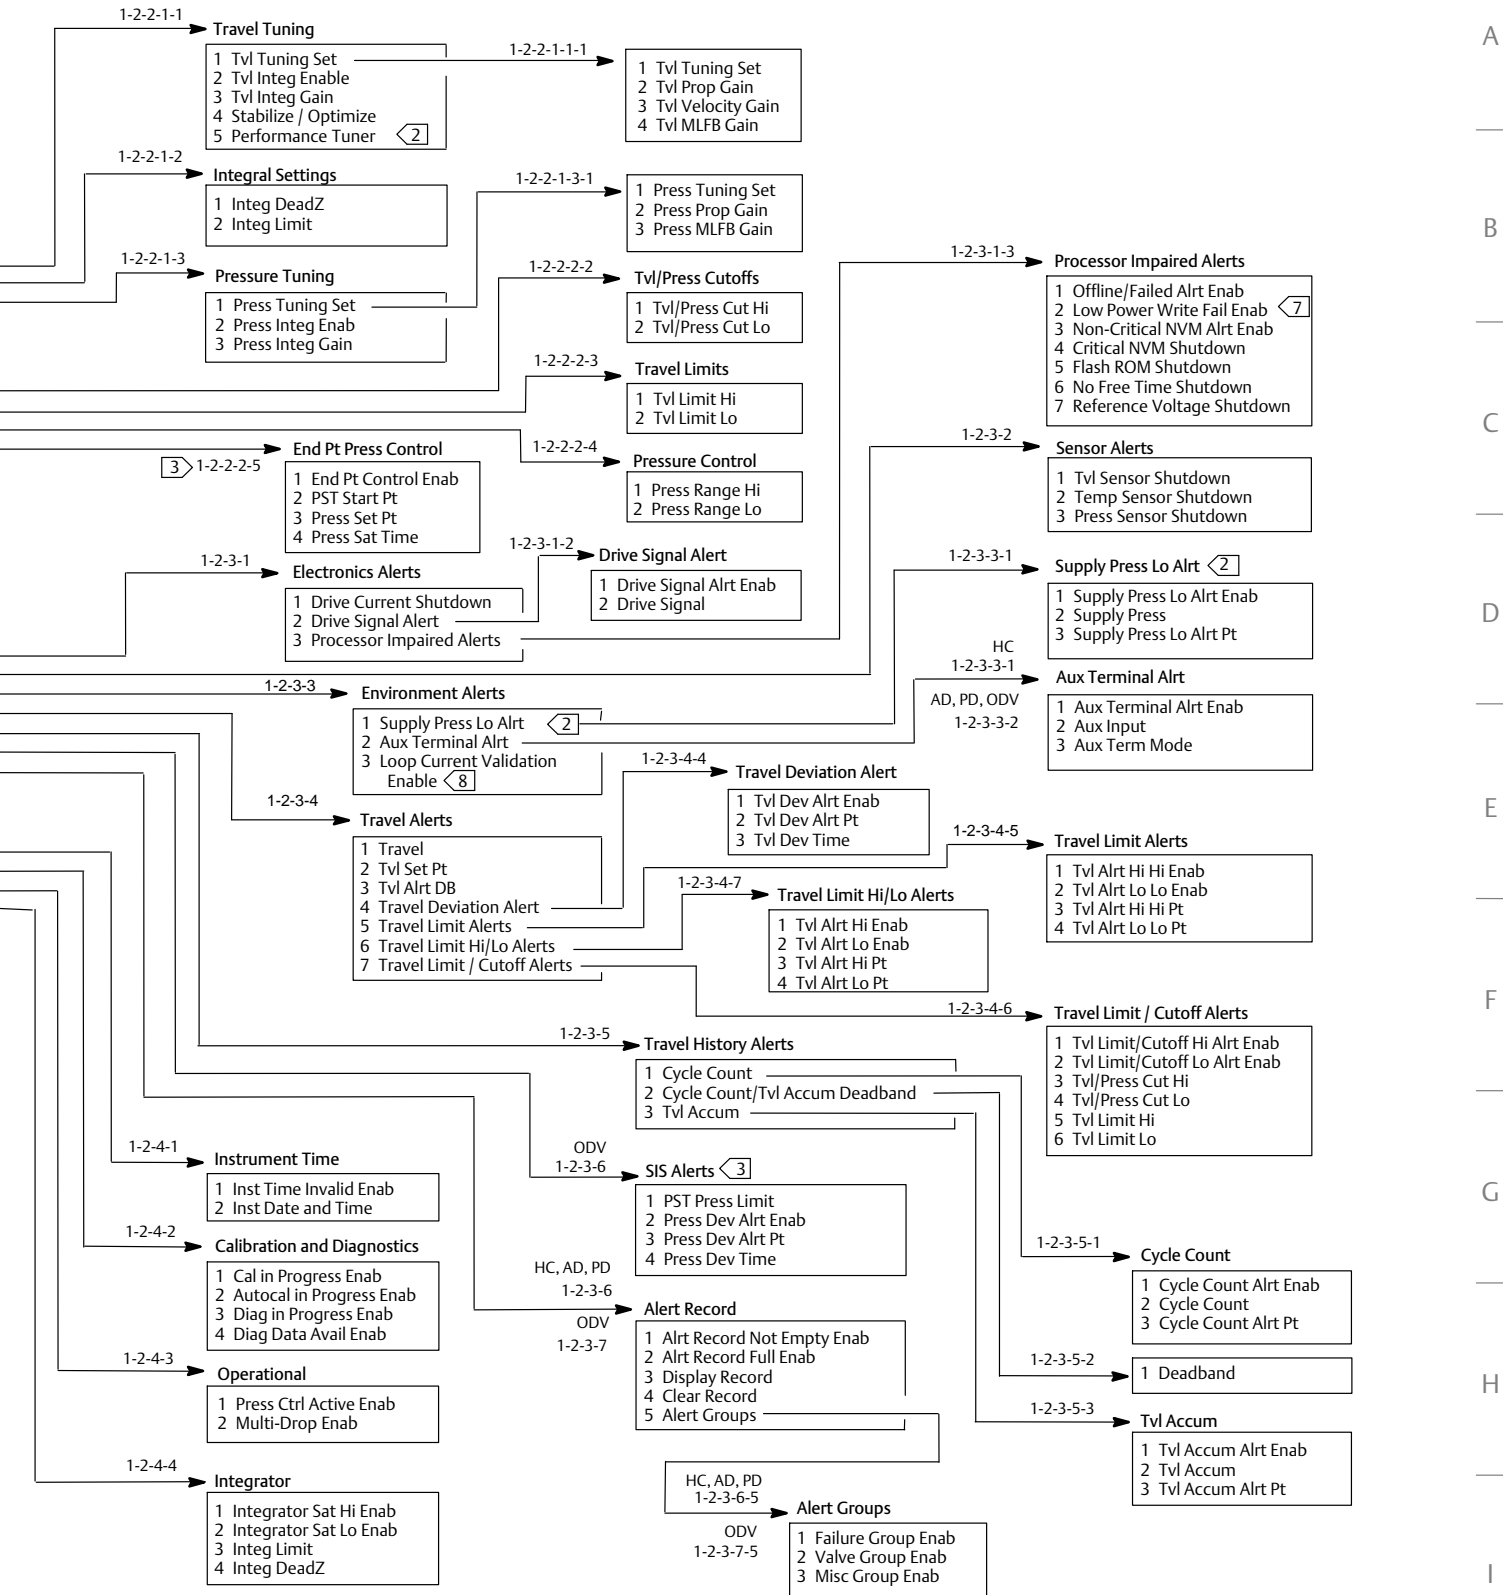 1-2-2-1-1
Travel Tuning
1 Tvl Tuning Set
2 Tvl Integ Enable
3 Tvl Integ Gain
4 Stabilize / Optimize
5 Performance Tuner 2
1-2-2-1-1-1
1 Tvl Tuning Set
2 Tvl Prop Gain
3 Tvl Velocity Gain
4 Tvl MLFB Gain
A
1-2-2-1-2
Integral Settings
1 Integ DeadZ
2 Integ Limit
1-2-2-1-3-1
1 Press Tuning Set
2 Press Prop Gain
3 Press MLFB Gain
B
1-2-2-1-3
Pressure Tuning
1 Press Tuning Set
2 Press Integ Enab
3 Press Integ Gain
1-2-2-2-2
Tvl/Press Cutoffs
1 Tvl/Press Cut Hi
2 Tvl/Press Cut Lo
1-2-3-1-3
Processor Impaired Alerts
1 Offline/Failed Alrt Enab
2 Low Power Write Fail Enab 7
3 Non-Critical NVM Alrt Enab
4 Critical NVM Shutdown
5 Flash ROM Shutdown
6 No Free Time Shutdown
7 Reference Voltage Shutdown
1-2-2-2-3
Travel Limits
1 Tvl Limit Hi
2 Tvl Limit Lo
C
3 1-2-2-2-5
End Pt Press Control
1 End Pt Control Enab
2 PST Start Pt
3 Press Set Pt
4 Press Sat Time
1-2-2-2-4
Pressure Control
1 Press Range Hi
2 Press Range Lo
1-2-3-2
Sensor Alerts
1 Tvl Sensor Shutdown
2 Temp Sensor Shutdown
3 Press Sensor Shutdown
1-2-3-1
Electronics Alerts
1 Drive Current Shutdown
2 Drive Signal Alert
3 Processor Impaired Alerts
1-2-3-1-2
Drive Signal Alert
1 Drive Signal Alrt Enab
2 Drive Signal
1-2-3-3-1
Supply Press Lo Alrt 2
1 Supply Press Lo Alrt Enab
2 Supply Press
3 Supply Press Lo Alrt Pt
D
1-2-3-3
Environment Alerts
1 Supply Press Lo Alrt 2
2 Aux Terminal Alrt
3 Loop Current Validation
Enable 8
HC
1-2-3-3-1
AD, PD, ODV
1-2-3-3-2
Aux Terminal Alrt
1 Aux Terminal Alrt Enab
2 Aux Input
3 Aux Term Mode
1-2-3-4
Travel Alerts
1 Travel
2 Tvl Set Pt
3 Tvl Alrt DB
4 Travel Deviation Alert
5 Travel Limit Alerts
6 Travel Limit Hi/Lo Alerts
7 Travel Limit / Cutoff Alerts
1-2-3-4-4
Travel Deviation Alert
1 Tvl Dev Alrt Enab
2 Tvl Dev Alrt Pt
3 Tvl Dev Time
E
1-2-3-4-5
Travel Limit Alerts
1 Tvl Alrt Hi Hi Enab
2 Tvl Alrt Lo Lo Enab
3 Tvl Alrt Hi Hi Pt
4 Tvl Alrt Lo Lo Pt
1-2-3-4-7
Travel Limit Hi/Lo Alerts
1 Tvl Alrt Hi Enab
2 Tvl Alrt Lo Enab
3 Tvl Alrt Hi Pt
4 Tvl Alrt Lo Pt
F
1-2-3-4-6
Travel Limit / Cutoff Alerts
1 Tvl Limit/Cutoff Hi Alrt Enab
2 Tvl Limit/Cutoff Lo Alrt Enab
3 Tvl/Press Cut Hi
4 Tvl/Press Cut Lo
5 Tvl Limit Hi
6 Tvl Limit Lo
1-2-3-5
Travel History Alerts
1 Cycle Count
2 Cycle Count/Tvl Accum Deadband
3 Tvl Accum
1-2-4-1
Instrument Time
1 Inst Time Invalid Enab
2 Inst Date and Time
ODV
1-2-3-6
SIS Alerts 3
1 PST Press Limit
2 Press Dev Alrt Enab
3 Press Dev Alrt Pt
4 Press Dev Time
G
1-2-4-2
Calibration and Diagnostics
1 Cal in Progress Enab
2 Autocal in Progress Enab
3 Diag in Progress Enab
4 Diag Data Avail Enab
HC, AD, PD
1-2-3-6
ODV
1-2-3-7
Alert Record
1 Alrt Record Not Empty Enab
2 Alrt Record Full Enab
3 Display Record
4 Clear Record
5 Alert Groups
1-2-3-5-1
Cycle Count
1 Cycle Count Alrt Enab
2 Cycle Count
3 Cycle Count Alrt Pt
1-2-4-3
Operational
1 Press Ctrl Active Enab
2 Multi-Drop Enab
1-2-3-5-2
1 Deadband
H
1-2-3-5-3
Tvl Accum
1 Tvl Accum Alrt Enab
2 Tvl Accum
3 Tvl Accum Alrt Pt
1-2-4-4
Integrator
1 Integrator Sat Hi Enab
2 Integrator Sat Lo Enab
3 Integ Limit
4 Integ DeadZ
HC, AD, PD
1-2-3-6-5
ODV
1-2-3-7-5
Alert Groups
1 Failure Group Enab
2 Valve Group Enab
3 Misc Group Enab
I